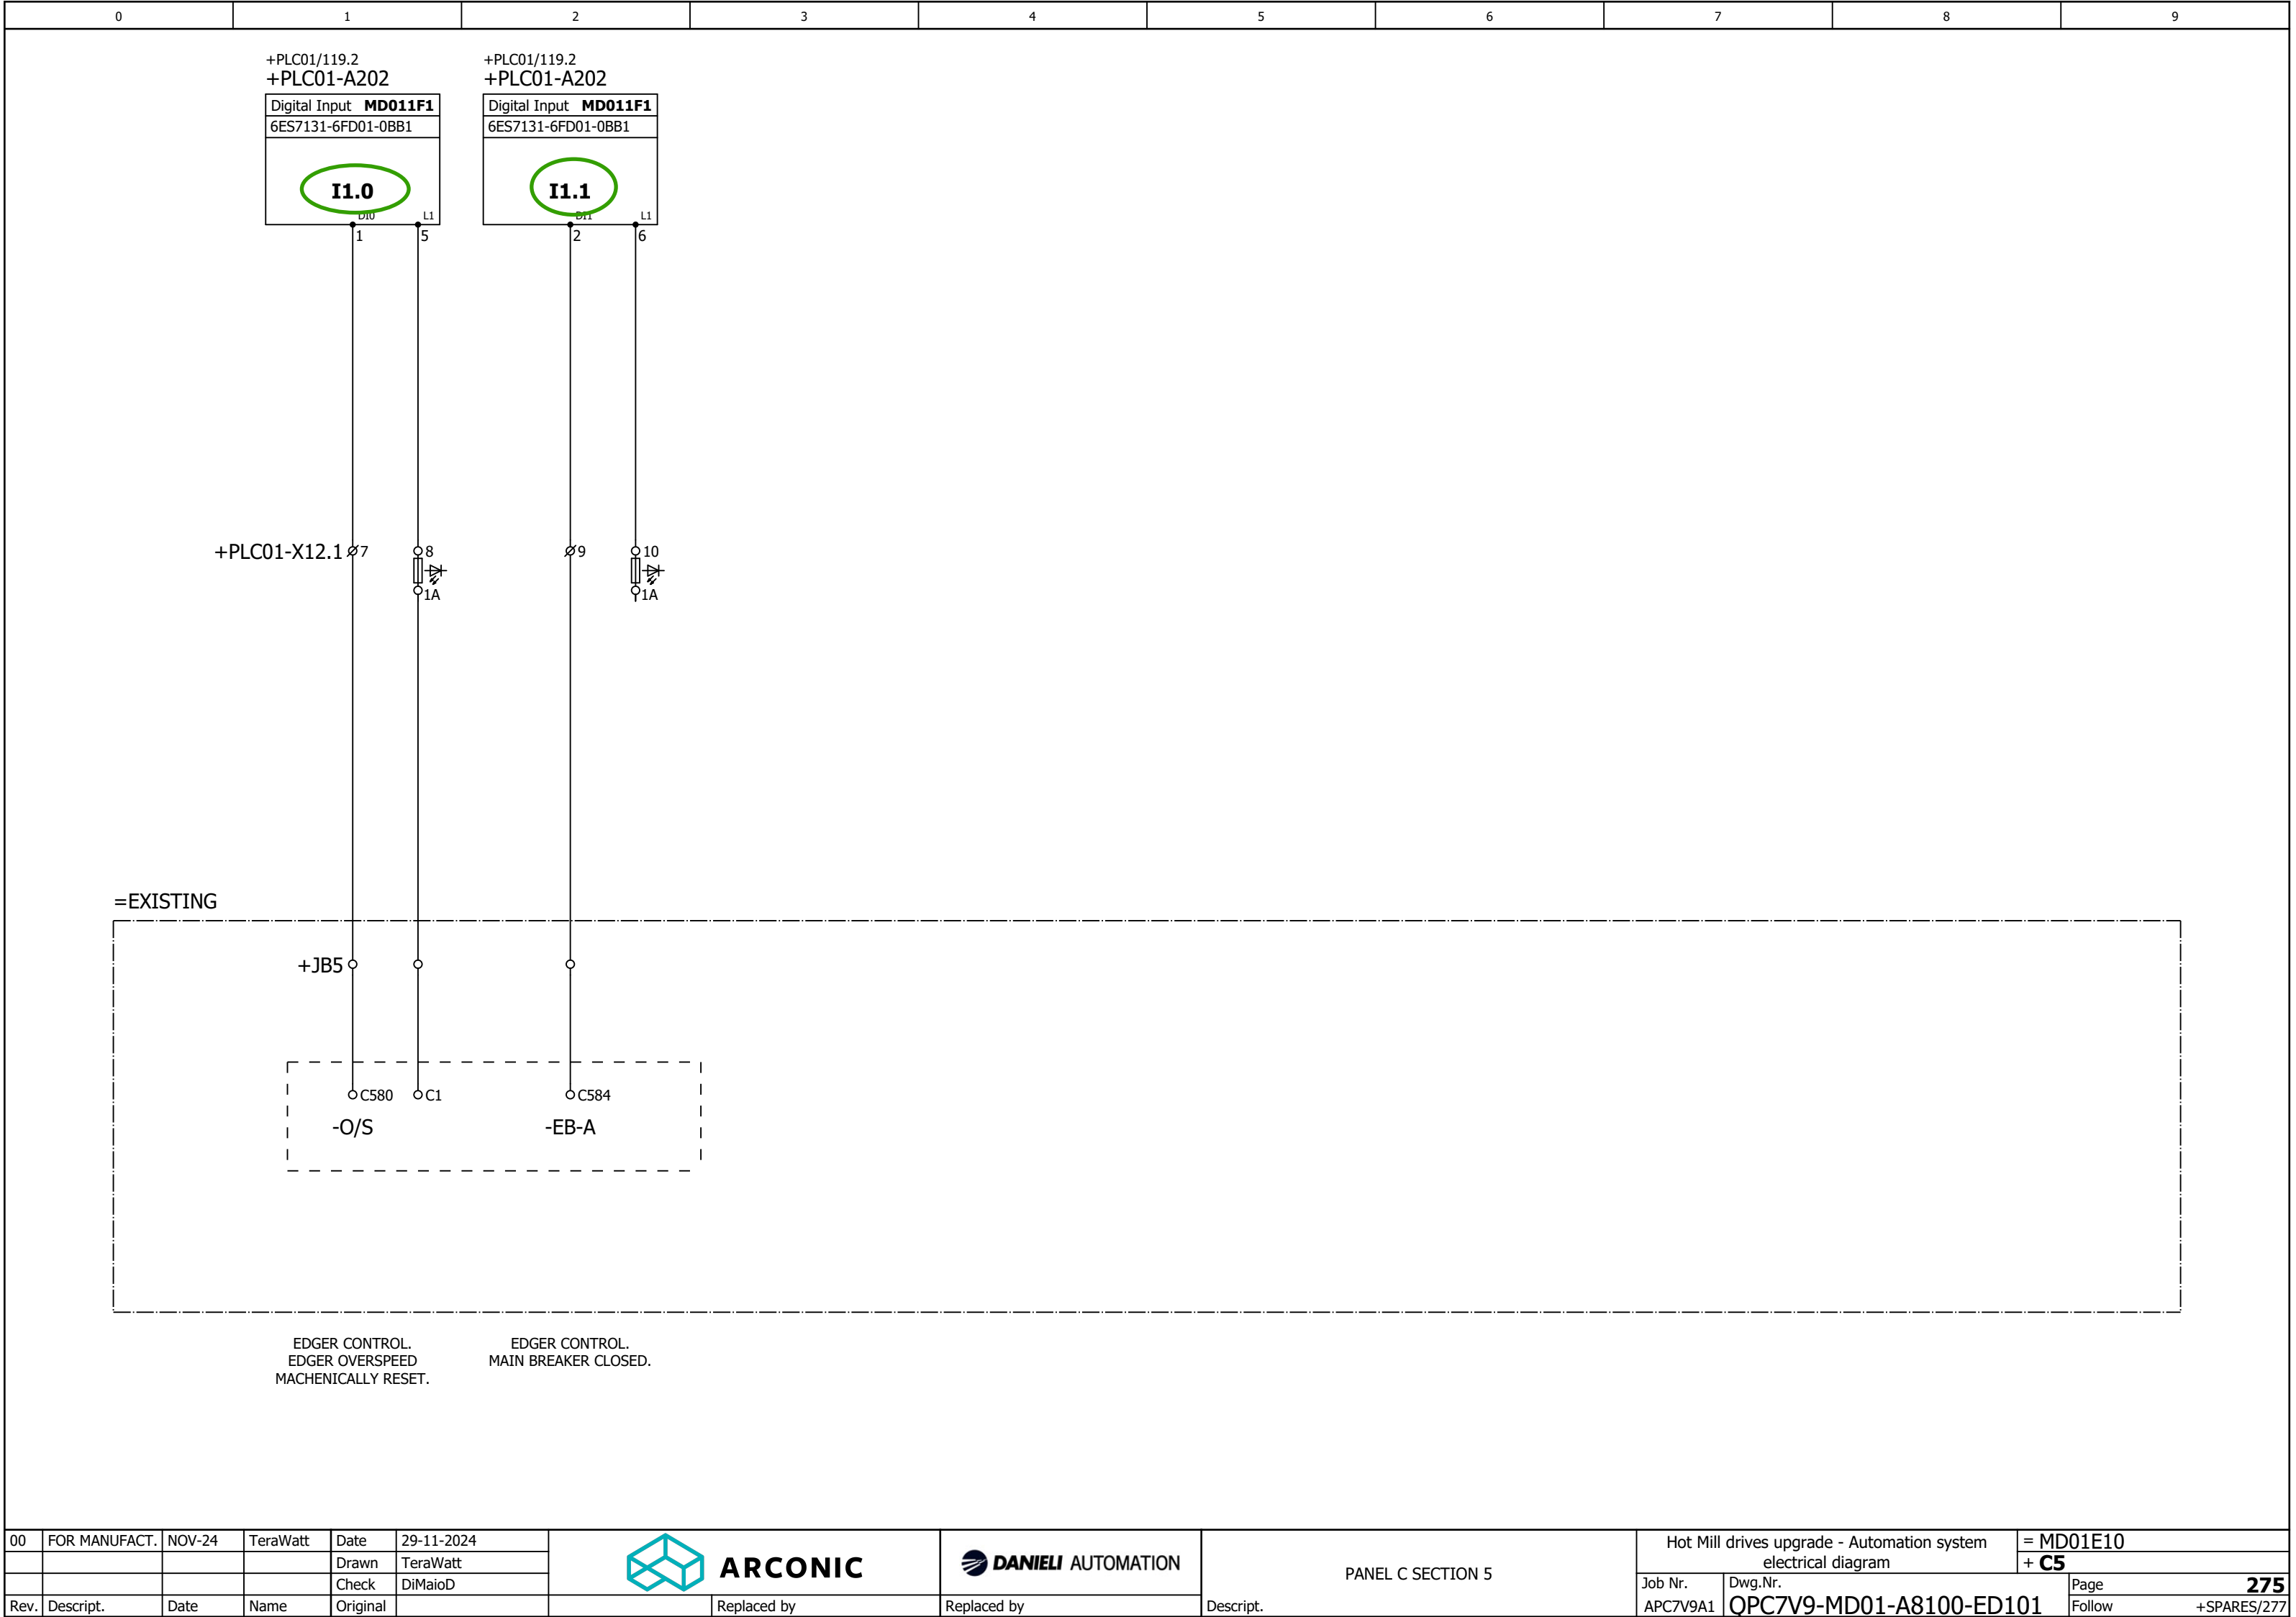 0 1 2 3 4 5 6 7 8 9
+PLC01/119.2
+PLC01-A202
Digital Input MD011F1
6ES7131-6FD01-0BB1
I1.0
DI0 L1
1 5
+PLC01/119.2
+PLC01-A202
Digital Input MD011F1
6ES7131-6FD01-0BB1
I1.1
DI1 L1
2 6
+PLC01-X12.1 7 8 9 10
1A 1A
=EXISTING
+JB5
C580 C1 C584
-O/S -EB-A
EDGER CONTROL.
EDGER OVERSPEED
MACHENICALLY RESET.
EDGER CONTROL.
MAIN BREAKER CLOSED.
00 FOR MANUFACT. NOV-24 TeraWatt Date 29-11-2024
Drawn TeraWatt
Check DiMaioD
Rev. Descript. Date Name Original
ARCONIC
Replaced by
DANIELI AUTOMATION
Replaced by
PANEL C SECTION 5
Descript.
Hot Mill drives upgrade - Automation system
electrical diagram
= MD01E10
+ C5
Job Nr.
APC7V9A1
Dwg.Nr.
QPC7V9-MD01-A8100-ED101
Page 275
Follow +SPARES/277